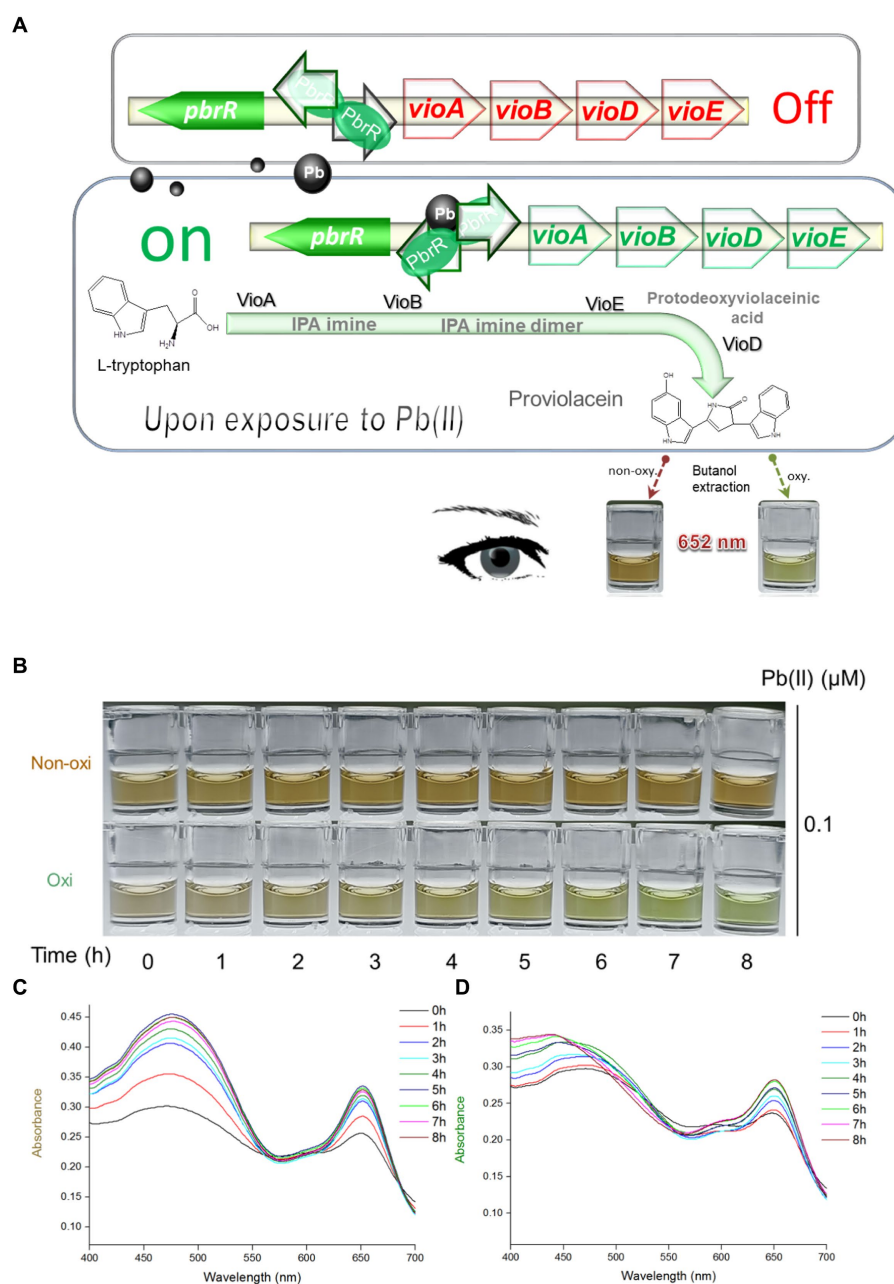 A
pbrR PbrR PbrR vioA vioB vioD vioE Off
Pb
on pbrR Pb PbrR PbrR vioA vioB vioD vioE
VioA VioB VioE Protodeoxyviolaceinic
acid
IPA imine IPA imine dimer
VioD
O
OH
H₂N
HN
L-tryptophan
OH
HN O
HN NH
Proviolacein
Upon exposure to Pb(II)
non-oxy. Butanol
extraction oxy.
652 nm
B
Pb(II) (µM)
Non-oxi
0.1
Oxi
Time (h) 0 1 2 3 4 5 6 7 8
C
0.45
0.40
0.35
0.30
0.25
0.20
0.15
0.10
Absorbance
400 450 500 550 600 650 700
Wavelength (nm)
0h
1h
2h
3h
4h
5h
6h
7h
8h
D
0.35
0.30
0.25
0.20
0.15
0.10
Absorbance
400 450 500 550 600 650 700
Wavelength (nm)
0h
1h
2h
3h
4h
5h
6h
7h
8h